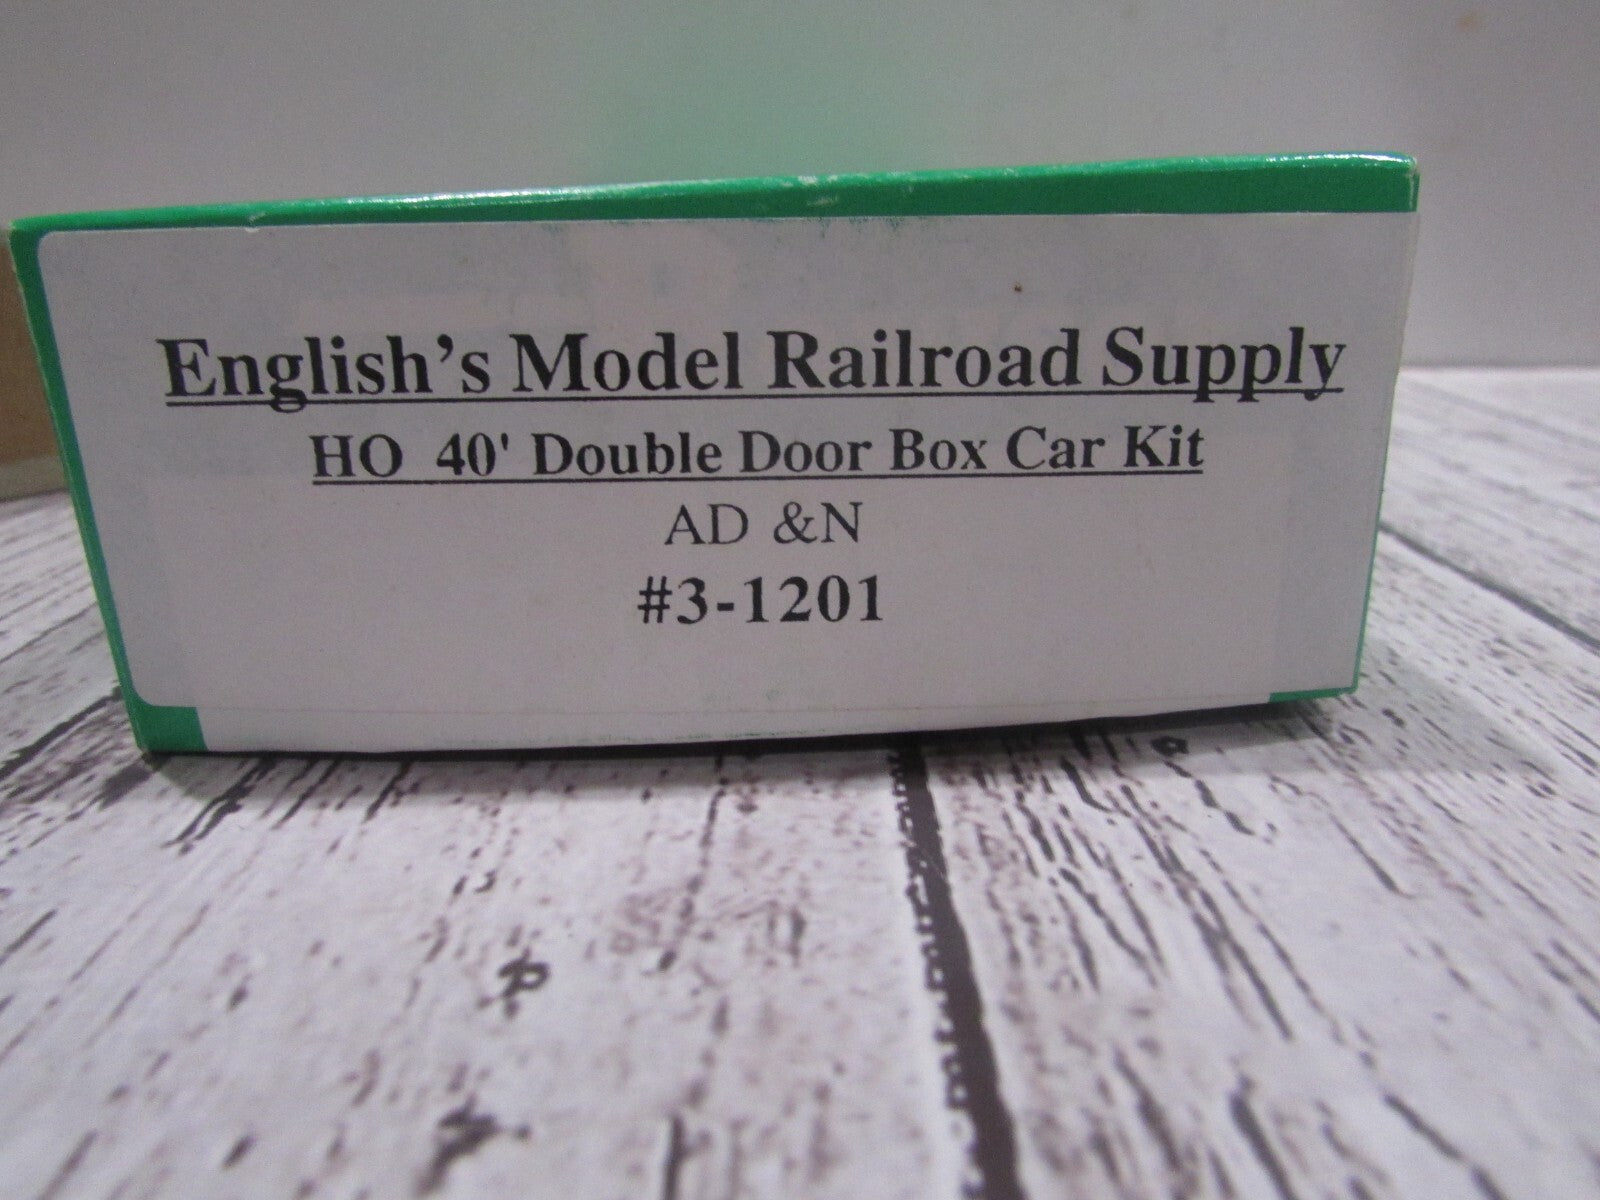 English's Model Railroad Supply
HO 40' Double Door Box Car Kit
AD &N
#3-1201